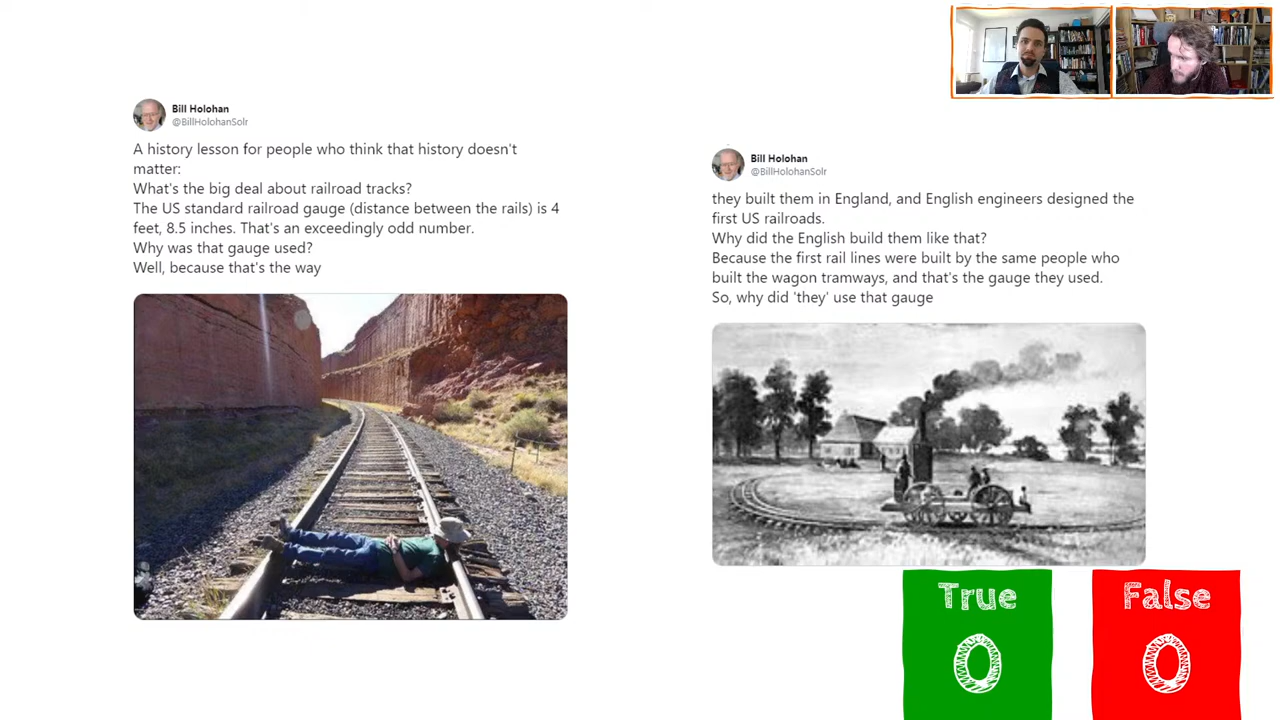 Bill Holohan
@BillHolohanSolr
A history lesson for people who think that history doesn't
matter:
What's the big deal about railroad tracks?
The US standard railroad gauge (distance between the rails) is 4
feet, 8.5 inches. That's an exceedingly odd number.
Why was that gauge used?
Well, because that's the way
Bill Holohan
@BillHolohanSolr
they built them in England, and English engineers designed the
first US railroads.
Why did the English build them like that?
Because the first rail lines were built by the same people who
built the wagon tramways, and that's the gauge they used.
So, why did 'they' use that gauge
True
0
False
0